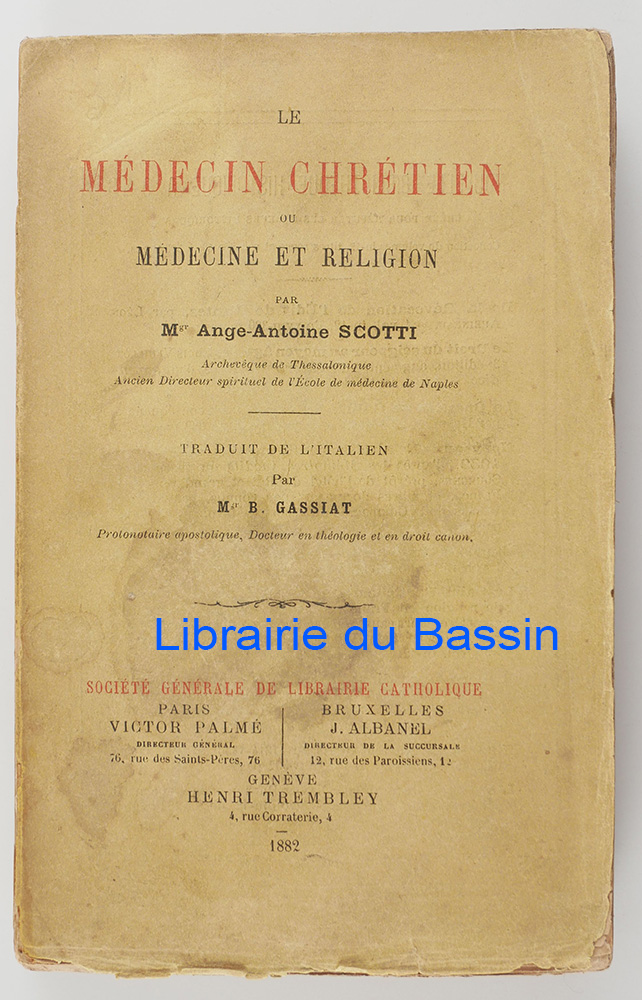 LE
MÉDECIN CHRÉTIEN
OU
MÉDECINE ET RELIGION
PAR
Mgr Ange-Antoine SCOTTI
Archevêque de Thessalonique
Ancien Directeur spirituel de l'École de médecine de Naples
TRADUIT DE L'ITALIEN
Par
Mgr B. GASSIAT
Protonotaire apostolique, Docteur en théologie et en droit canon.
Librairie du Bassin
SOCIÉTÉ GÉNÉRALE DE LIBRAIRIE CATHOLIQUE
PARIS
VICTOR PALMÉ
DIRECTEUR GÉNÉRAL
76, rue des Saints-Pères, 76
BRUXELLES
J. ALBANEL
DIRECTEUR DE LA SUCCURSALE
12, rue des Paroissiens, 12
GENÈVE
HENRI TREMBLEY
4, rue Corraterie, 4
1882